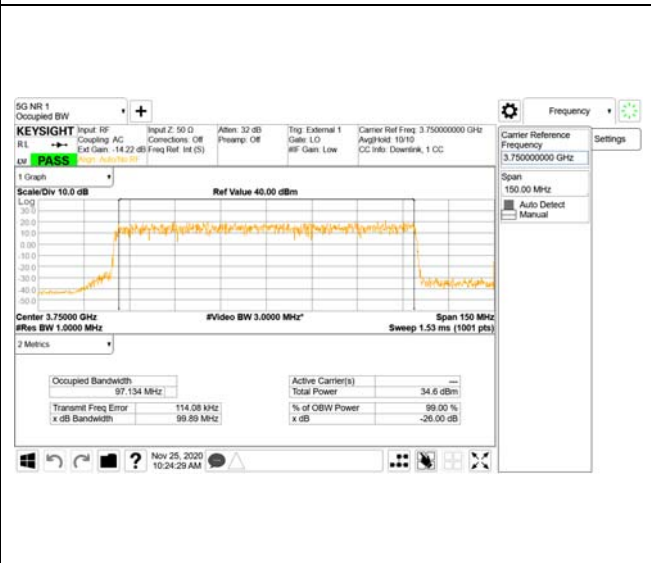 5G NR 1
Occupied BW
Frequency
KEYSIGHT
Input: RF
Input Z: 50 Ω
Atten: 32 dB
Trig: External 1
Carrier Ref Freq: 3.750000000 GHz
Coupling: AC
Corrections: Off
Preamp: Off
Gate: LO
Avg|Hold: 10/10
Ext Gain: -14.22 dB
Freq Ref: Int (S)
#IF Gain: Low
CC Info: Downlink, 1 CC
Align: Auto/No RF
PASS
Carrier Reference
Frequency
3.750000000 GHz
Settings
Span
150.00 MHz
Auto Detect
Manual
1 Graph
Scale/Div 10.0 dB
Ref Value 40.00 dBm
Log
30.0
20.0
10.0
0.00
-10.0
-20.0
-30.0
-40.0
-50.0
Center 3.75000 GHz
#Video BW 3.0000 MHz*
Span 150 MHz
#Res BW 1.0000 MHz
Sweep 1.53 ms (1001 pts)
2 Metrics
Occupied Bandwidth
97.134 MHz
Active Carrier(s)
---
Total Power
34.6 dBm
Transmit Freq Error
114.08 kHz
% of OBW Power
99.00 %
x dB Bandwidth
99.89 MHz
x dB
-26.00 dB
Nov 25, 2020
10:24:29 AM